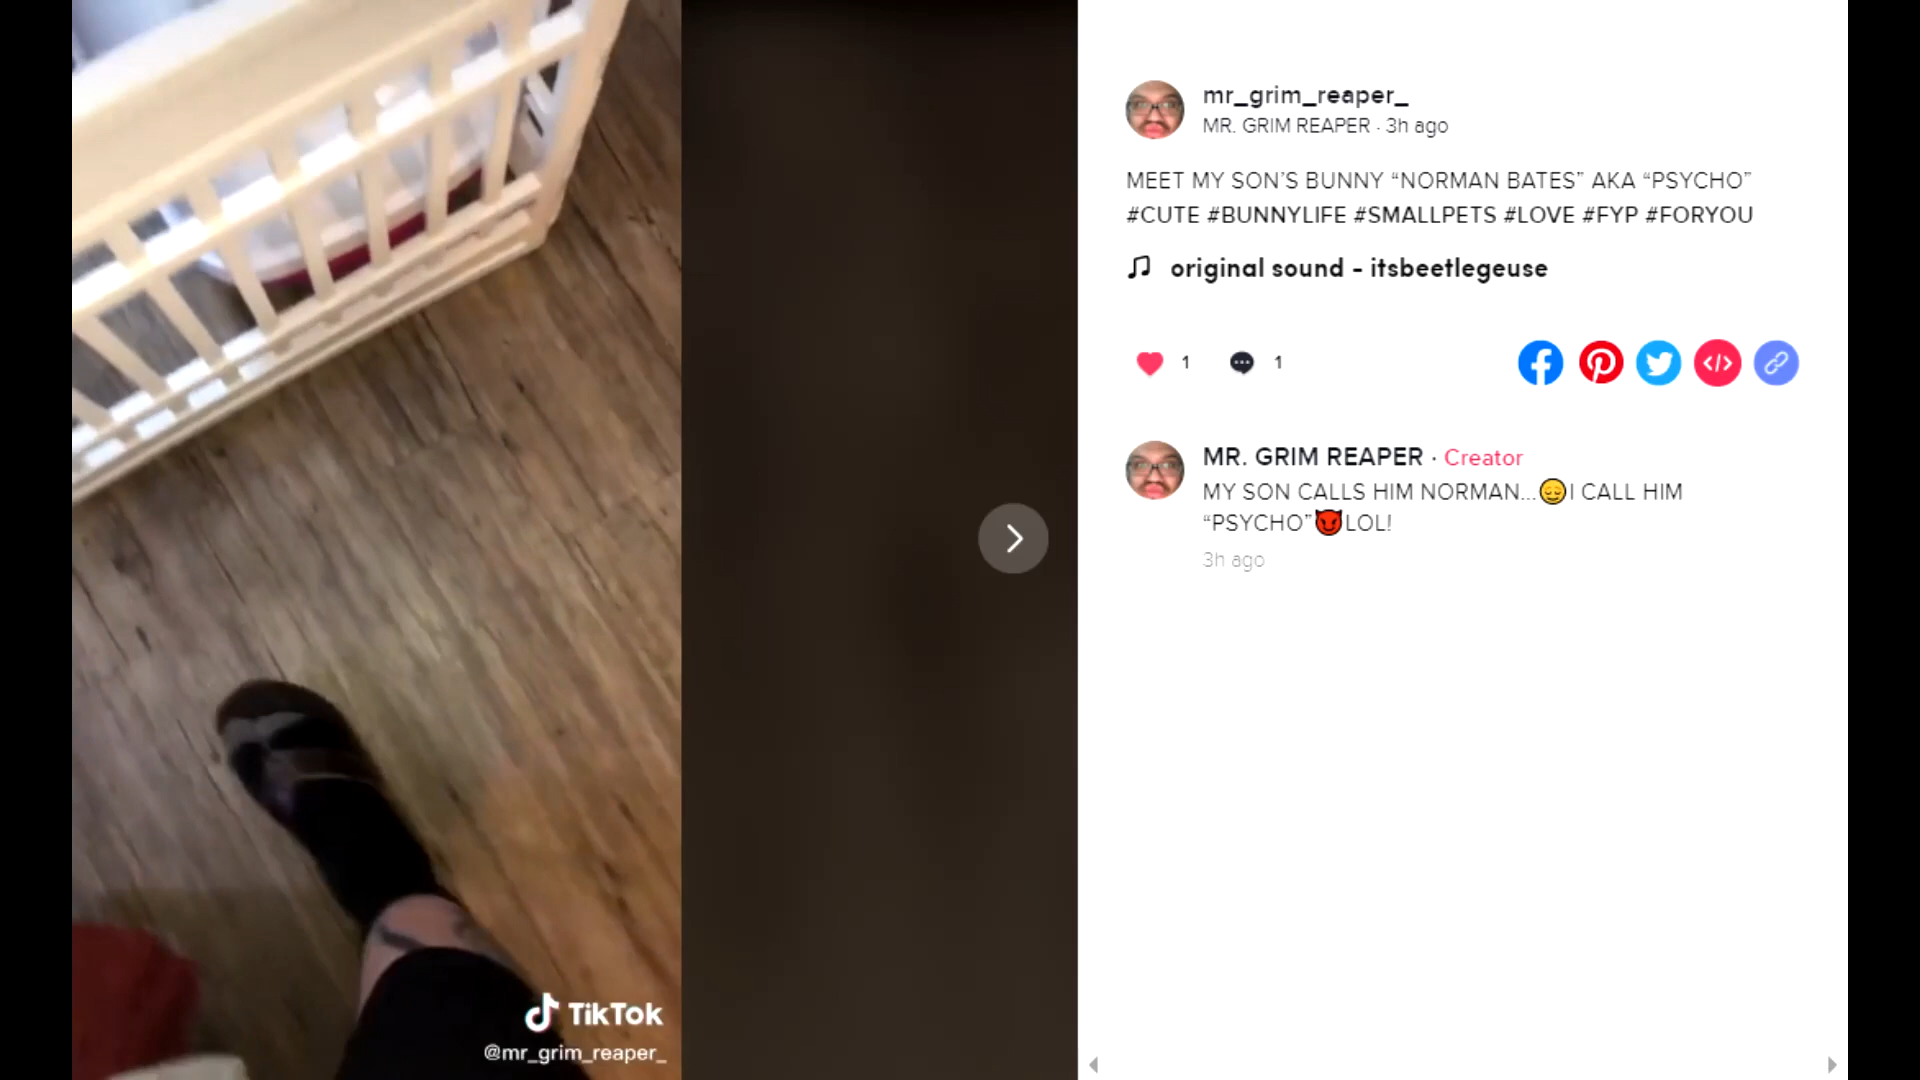 mr_grim_reaper_
MR. GRIM REAPER · 3h ago
MEET MY SON’S BUNNY “NORMAN BATES” AKA “PSYCHO”
#CUTE #BUNNYLIFE #SMALLPETS #LOVE #FYP #FORYOU
original sound - itsbeetlegeuse
1
1
MR. GRIM REAPER · Creator
MY SON CALLS HIM NORMAN...😌I CALL HIM
“PSYCHO”😈LOL!
3h ago
TikTok
@mr_grim_reaper_